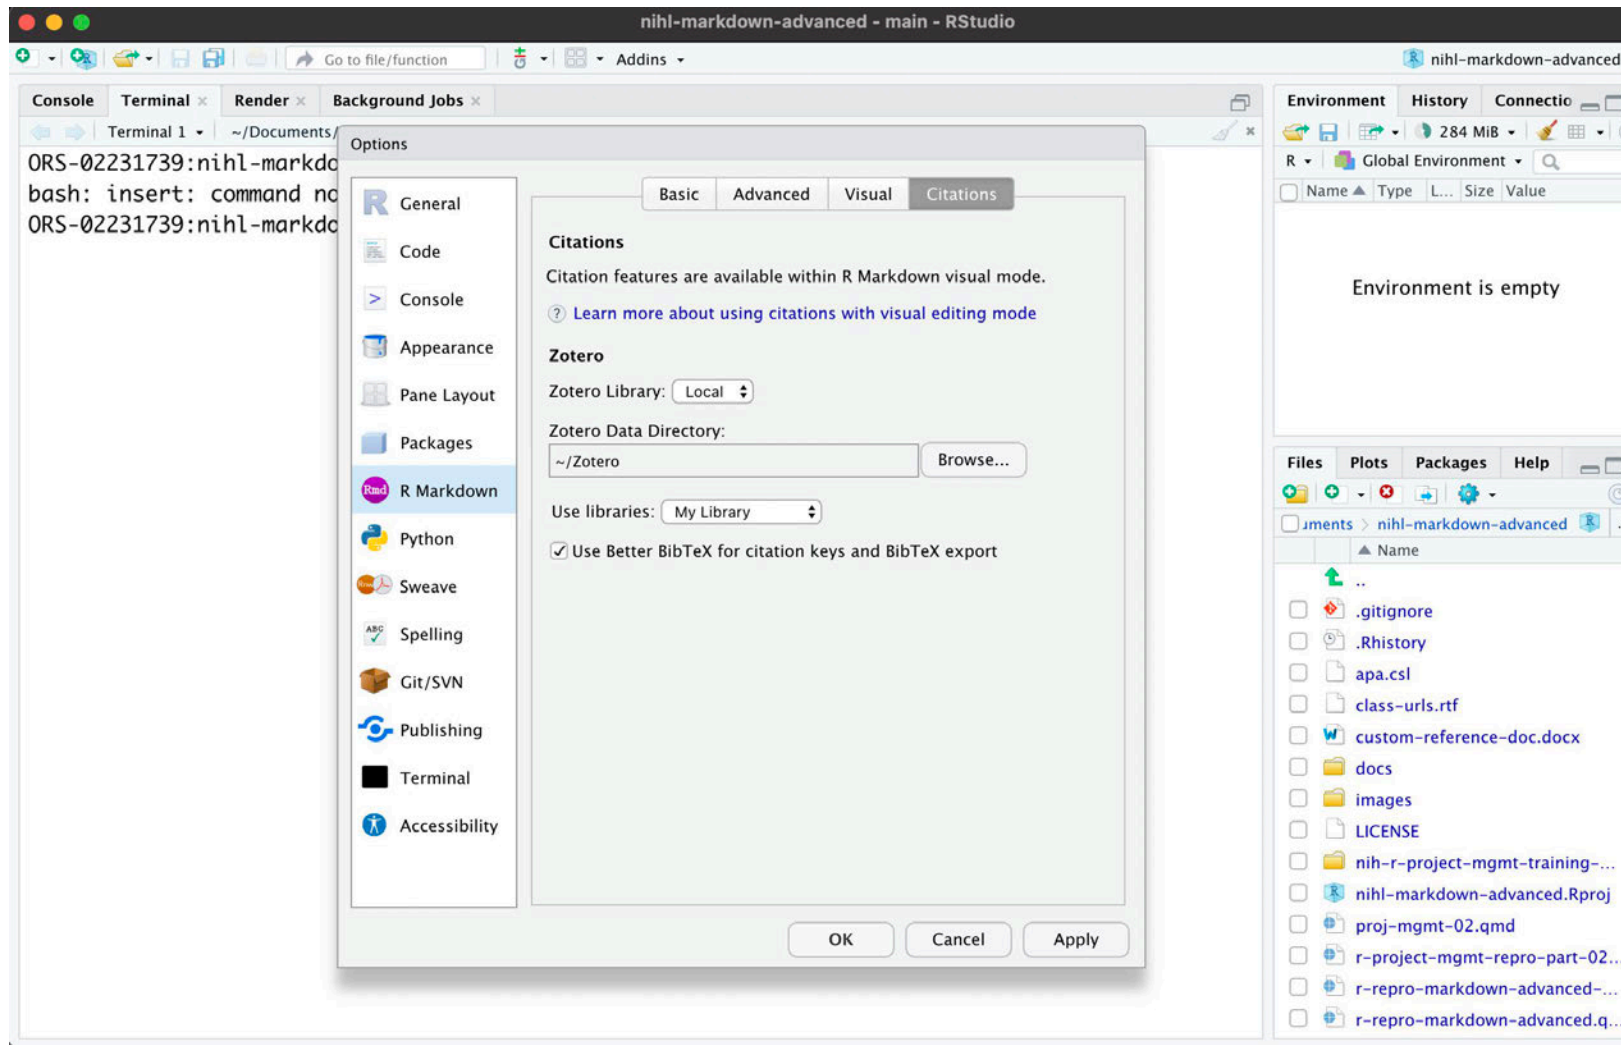 nihl-markdown-advanced - main - RStudio
Go to file/function
Addins
nihl-markdown-advanced
Console
Terminal
Render
Background Jobs
Terminal 1
~/Documents/
ORS-02231739:nihl-markdo
bash: insert: command no
ORS-02231739:nihl-markdo
Options
General
Code
Console
Appearance
Pane Layout
Packages
Rmd
R Markdown
Python
Sweave
ABC
Spelling
Git/SVN
Publishing
Terminal
Accessibility
Basic
Advanced
Visual
Citations
Citations
Citation features are available within R Markdown visual mode.
? Learn more about using citations with visual editing mode
Zotero
Zotero Library: Local
Zotero Data Directory:
~/Zotero
Browse...
Use libraries: My Library
Use Better BibTeX for citation keys and BibTeX export
OK
Cancel
Apply
Environment
History
Connectio
284 MiB
R
Global Environment
Name
Type
L...
Size
Value
Environment is empty
Files
Plots
Packages
Help
uments > nihl-markdown-advanced
Name
..
.gitignore
.Rhistory
apa.csl
class-urls.rtf
custom-reference-doc.docx
docs
images
LICENSE
nih-r-project-mgmt-training-...
nihl-markdown-advanced.Rproj
proj-mgmt-02.qmd
r-project-mgmt-repro-part-02...
r-repro-markdown-advanced-...
r-repro-markdown-advanced.q...